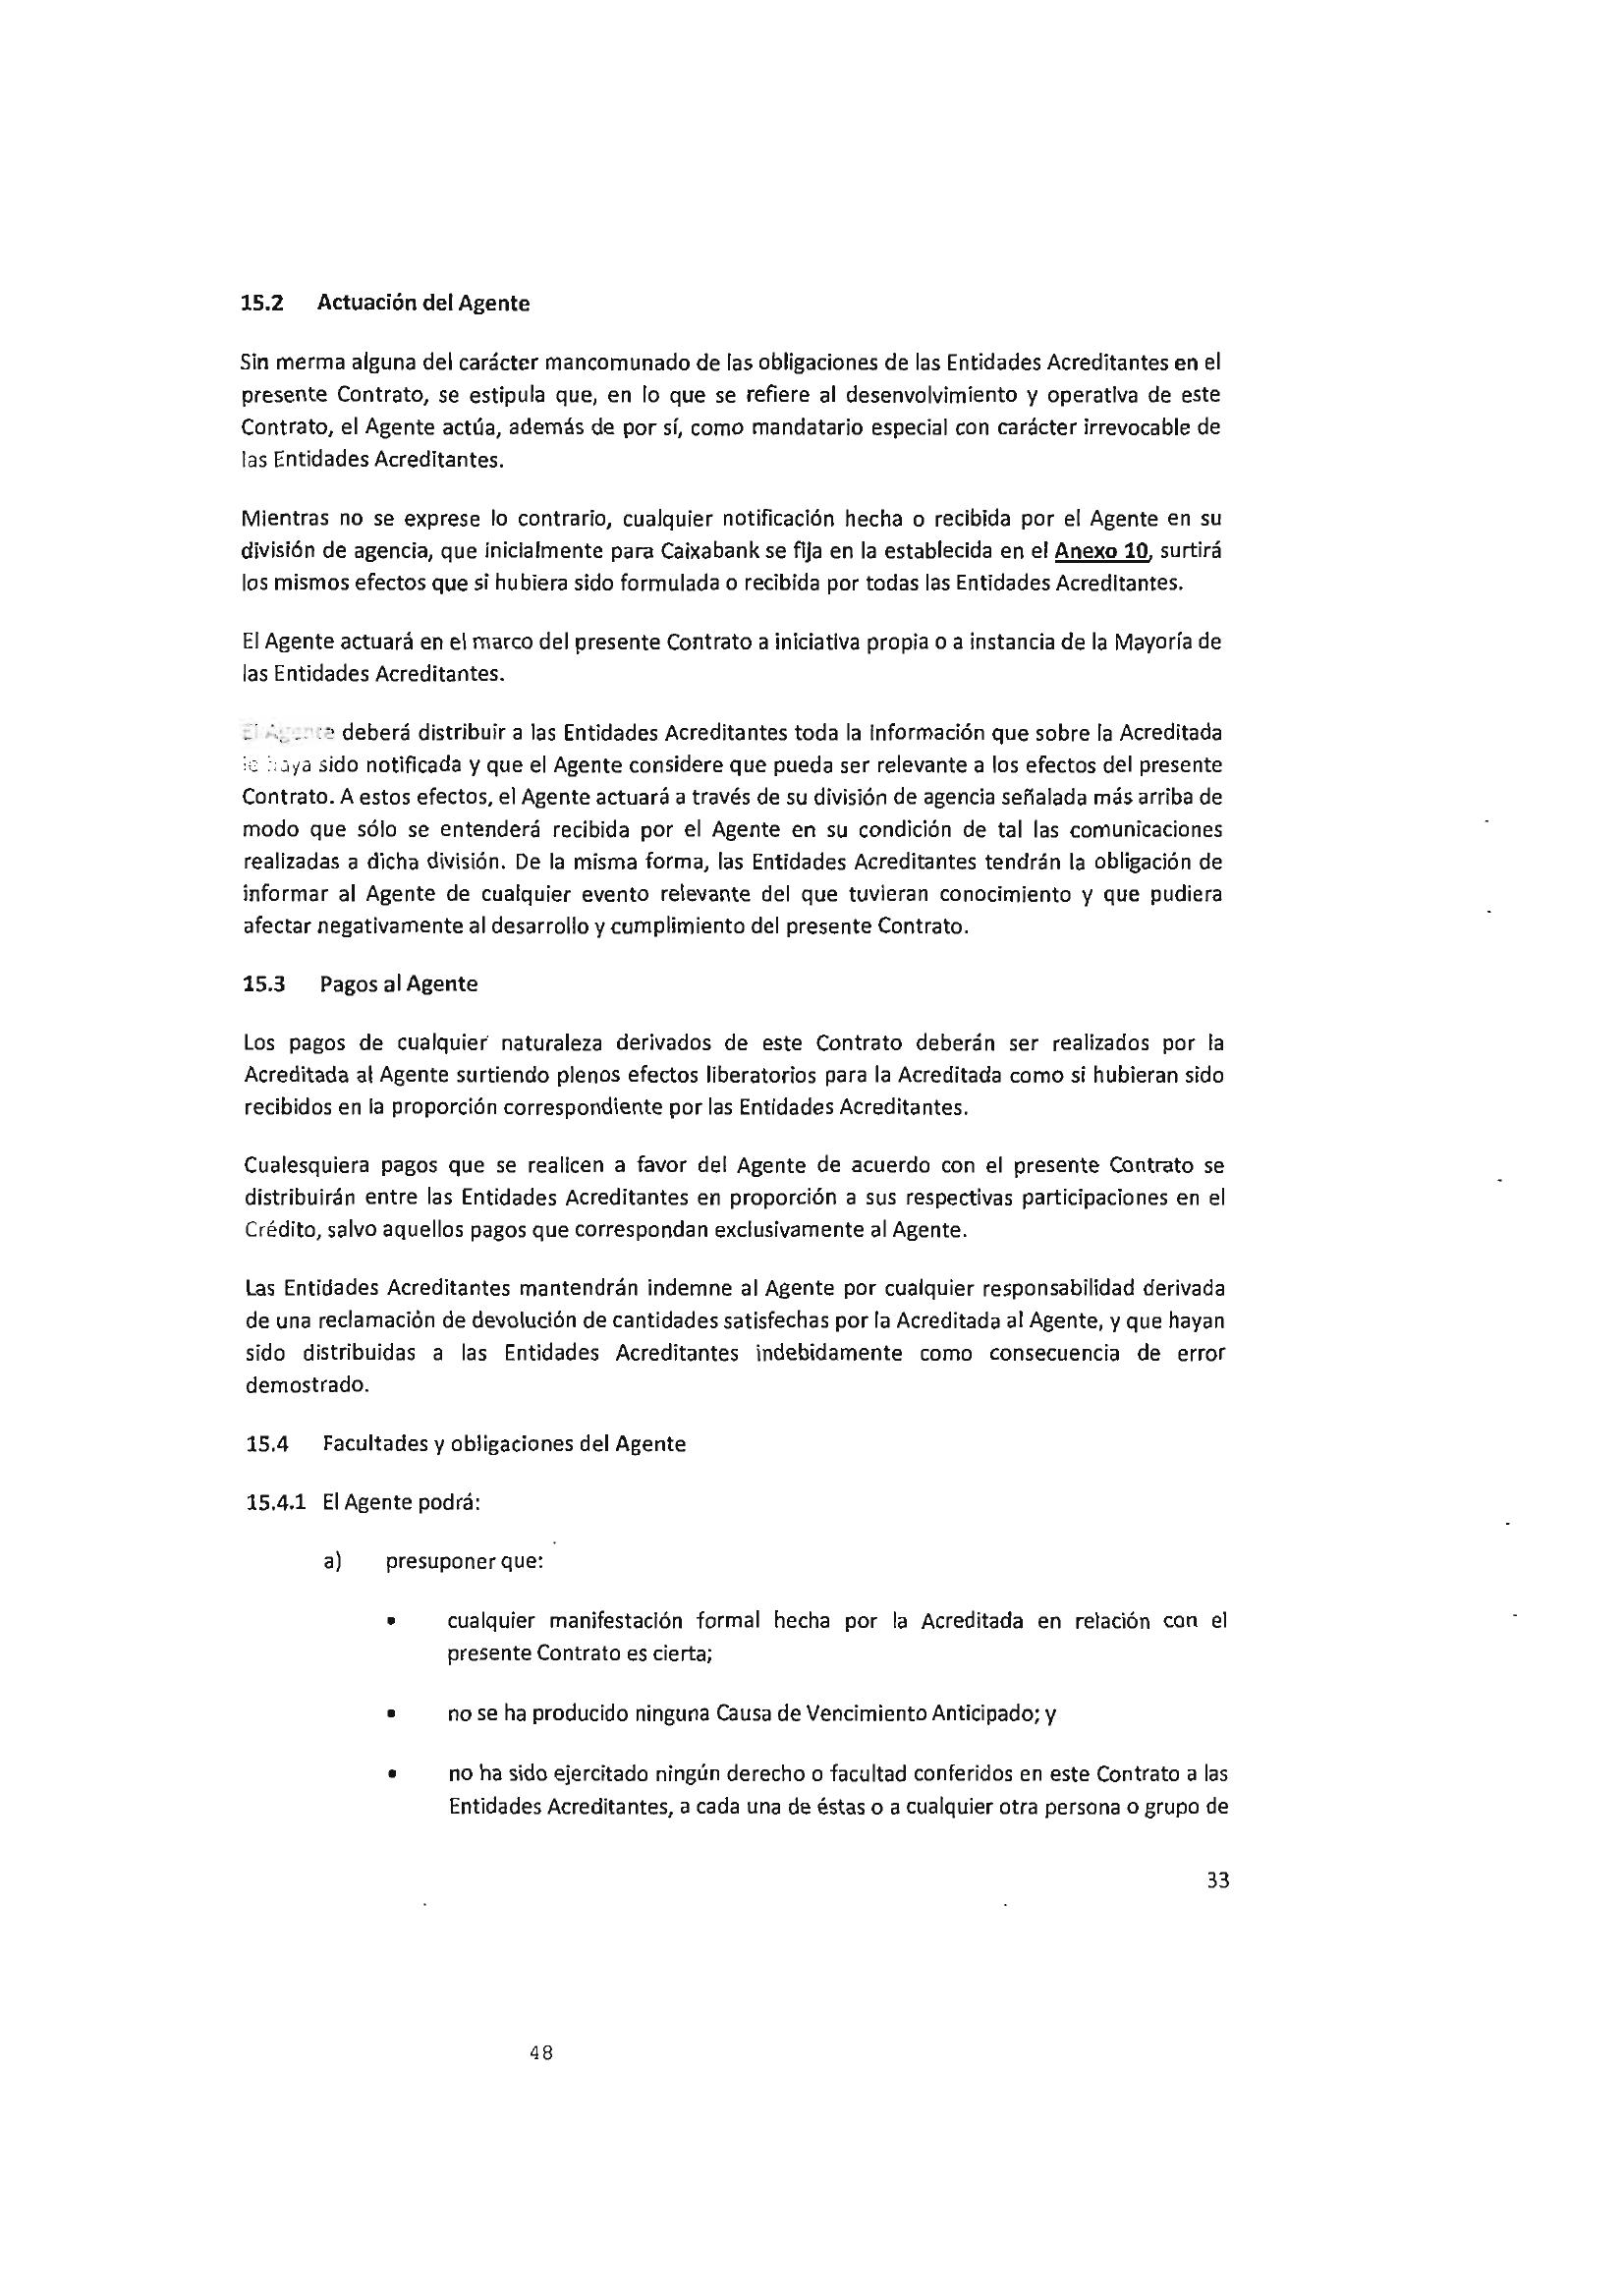 15.2 Actuación del Agente
Sin merma alguna del carácter mancomunado de las obligaciones de las Entidades Acreditantes en el
presente Contrato, se estipula que, en lo que se refiere al desenvolvimiento y operativa de este
Contrato, el Agente actúa, además de por sí, como mandatario especial con carácter irrevocable de
las Entidades Acreditantes.
Mientras no se exprese lo contrario, cualquier notificación hecha o recibida por el Agente en su
división de agencia, que inicialmente para Caixabank se fija en la establecida en el Anexo 10, surtirá
los mismos efectos que si hubiera sido formulada o recibida por todas las Entidades Acreditantes.
El Agente actuará en el marco del presente Contrato a iniciativa propia o a instancia de la Mayoría de
las Entidades Acreditantes.
El Agente deberá distribuir a las Entidades Acreditantes toda la información que sobre la Acreditada
le haya sido notificada y que el Agente considere que pueda ser relevante a los efectos del presente
Contrato. A estos efectos, el Agente actuará a través de su división de agencia señalada más arriba de
modo que sólo se entenderá recibida por el Agente en su condición de tal las comunicaciones
realizadas a dicha división. De la misma forma, las Entidades Acreditantes tendrán la obligación de
informar al Agente de cualquier evento relevante del que tuvieran conocimiento y que pudiera
afectar negativamente al desarrollo y cumplimiento del presente Contrato.
15.3 Pagos al Agente
Los pagos de cualquier naturaleza derivados de este Contrato deberán ser realizados por la
Acreditada al Agente surtiendo plenos efectos liberatorios para la Acreditada como si hubieran sido
recibidos en la proporción correspondiente por las Entidades Acreditantes.
Cualesquiera pagos que se realicen a favor del Agente de acuerdo con el presente Contrato se
distribuirán entre las Entidades Acreditantes en proporción a sus respectivas participaciones en el
Crédito, salvo aquellos pagos que correspondan exclusivamente al Agente.
Las Entidades Acreditantes mantendrán indemne al Agente por cualquier responsabilidad derivada
de una reclamación de devolución de cantidades satisfechas por la Acreditada al Agente, y que hayan
sido distribuidas a las Entidades Acreditantes indebidamente como consecuencia de error
demostrado.
15.4 Facultades y obligaciones del Agente
15.4.1 El Agente podrá:
a) presuponer que:
• cualquier manifestación formal hecha por la Acreditada en relación con el
presente Contrato es cierta;
• no se ha producido ninguna Causa de Vencimiento Anticipado; y
• no ha sido ejercitado ningún derecho o facultad conferidos en este Contrato a las
Entidades Acreditantes, a cada una de éstas o a cualquier otra persona o grupo de
33
48